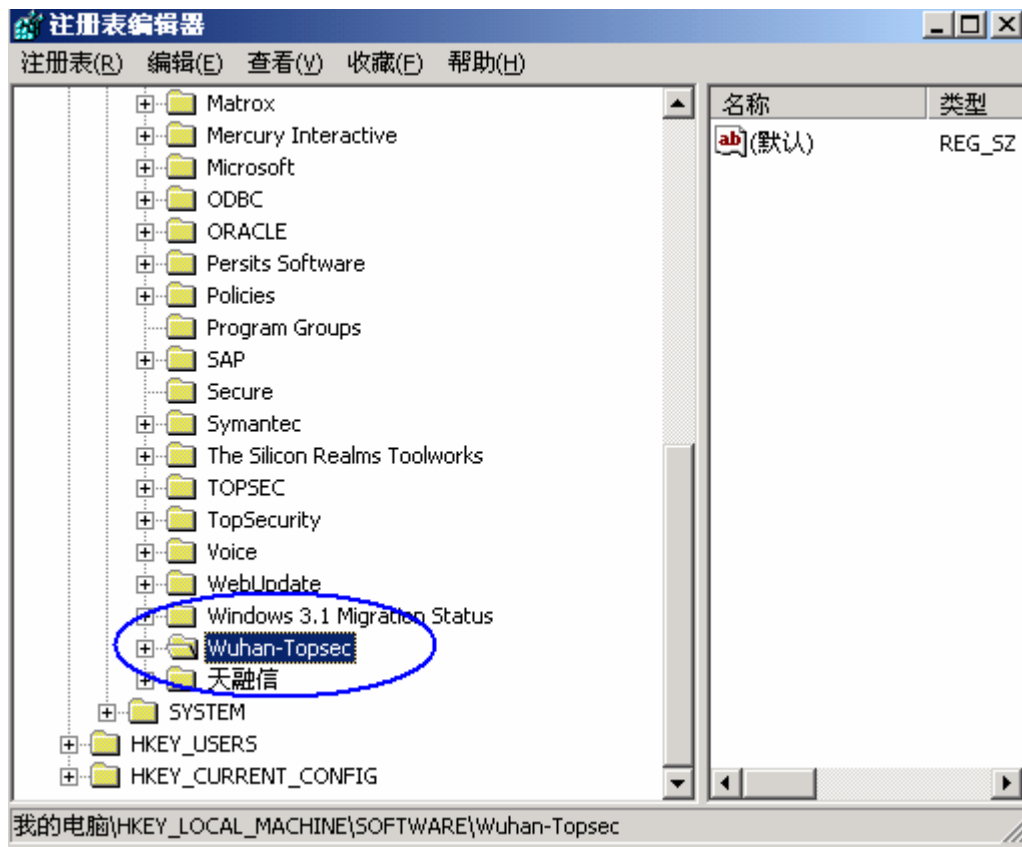 注册表编辑器
注册表(R) 编辑(E) 查看(V) 收藏(F) 帮助(H)
名称 类型
ab (默认) REG_SZ
Matrox
Mercury Interactive
Microsoft
ODBC
ORACLE
Persits Software
Policies
Program Groups
SAP
Secure
Symantec
The Silicon Realms Toolworks
TOPSEC
TopSecurity
Voice
WebUpdate
Windows 3.1 Migration Status
Wuhan-Topsec
天融信
SYSTEM
HKEY_USERS
HKEY_CURRENT_CONFIG
我的电脑\HKEY_LOCAL_MACHINE\SOFTWARE\Wuhan-Topsec